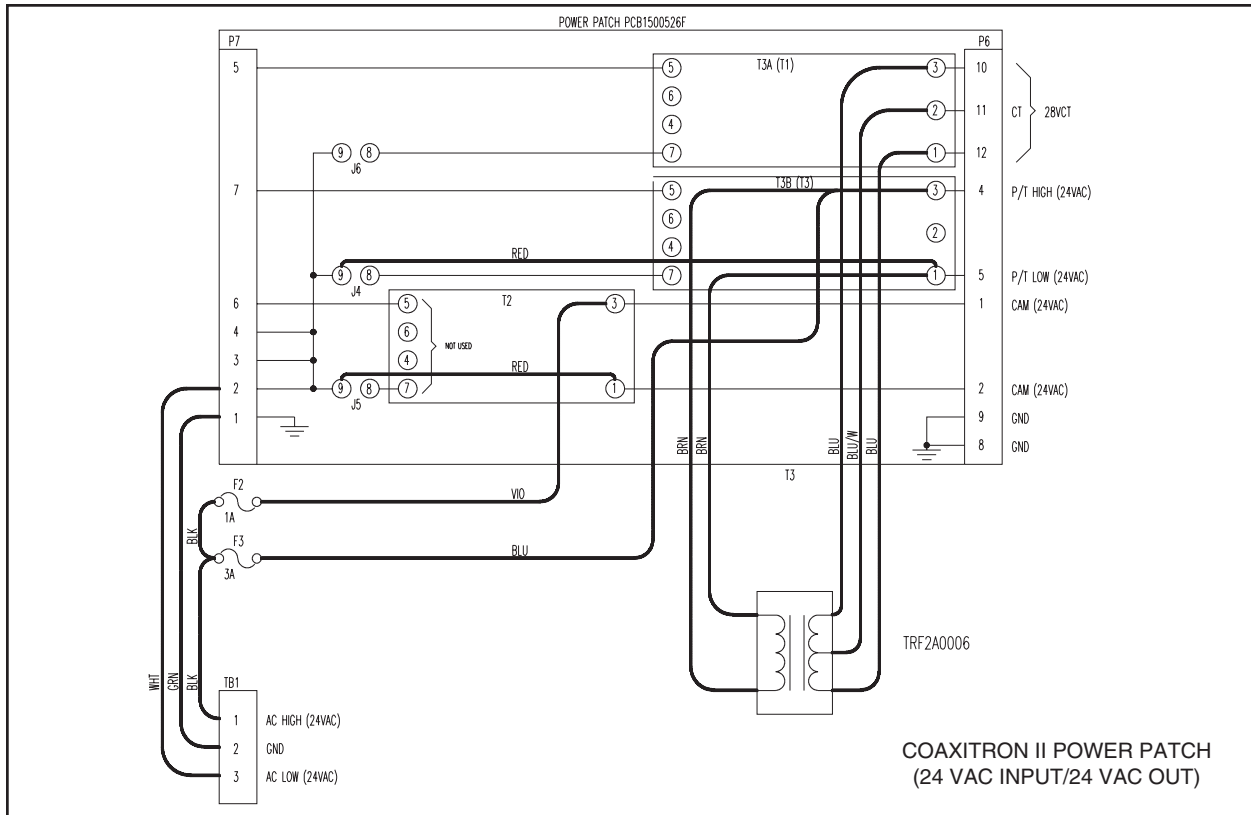 POWER PATCH PCB1500526F
P7
P6
5
5
T3A (T1)
3
10
6
2
11
CT
28VCT
4
9
8
7
1
12
J6
7
5
T3B (T3)
3
4
P/T HIGH (24VAC)
6
2
4
RED
9
8
7
1
5
P/T LOW (24VAC)
J4
T2
6
5
3
1
CAM (24VAC)
4
6
NOT USED
3
4
RED
2
9
8
7
1
2
CAM (24VAC)
J5
1
9
GND
8
GND
BRN
BRN
BLU
BLU/W
BLU
T3
F2
1A
VIO
BLK
F3
3A
BLU
TRF2A0006
WHT
GRN
BLK
TB1
1
AC HIGH (24VAC)
2
GND
3
AC LOW (24VAC)
COAXITRON II POWER PATCH
(24 VAC INPUT/24 VAC OUT)